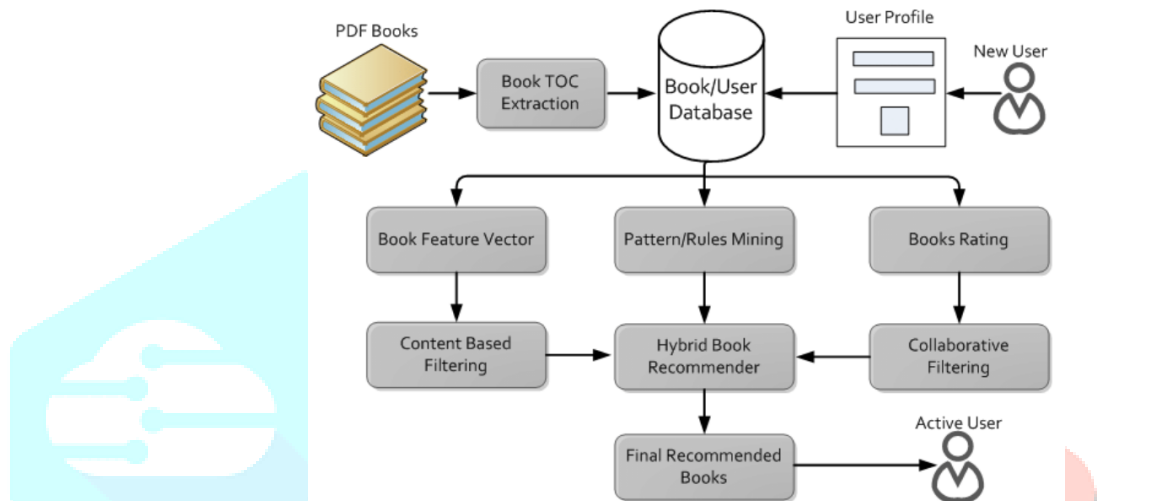 PDF Books
User Profile
New User
Book TOC
Extraction
Book/User
Database
Book Feature Vector
Pattern/Rules Mining
Books Rating
Content Based
Filtering
Hybrid Book
Recommender
Collaborative
Filtering
Active User
Final Recommended
Books